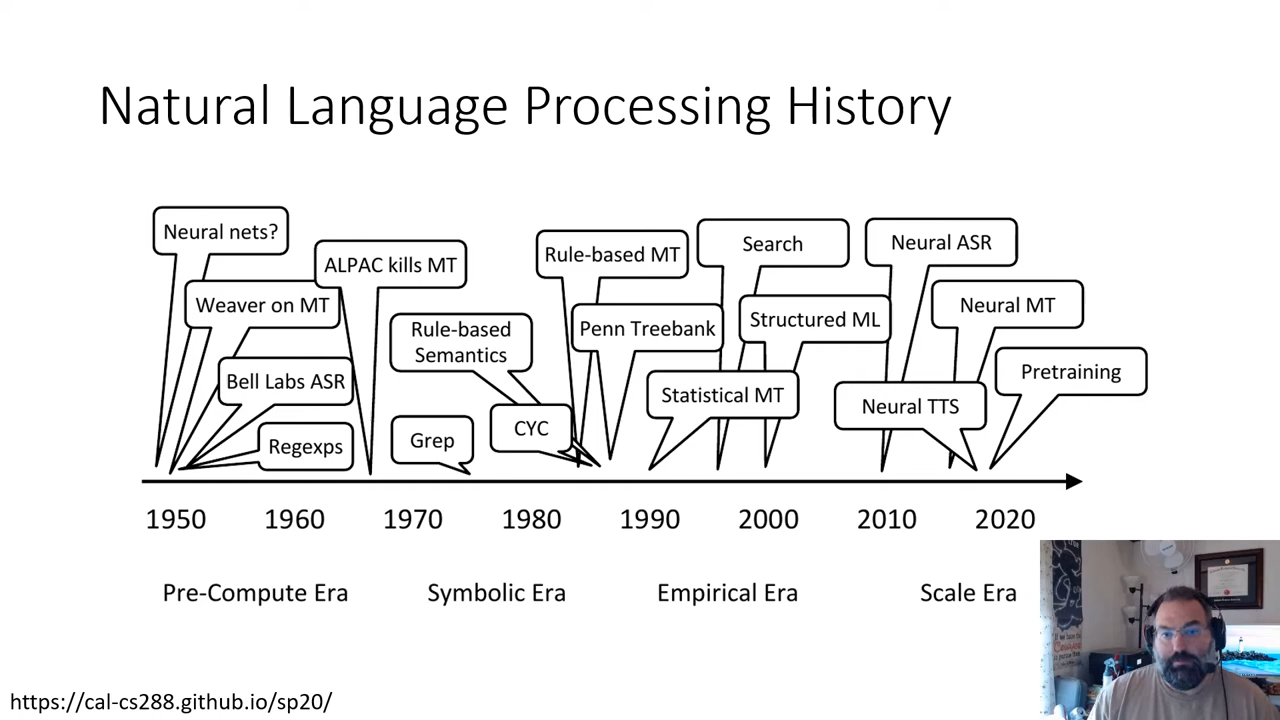 Natural Language Processing History
Neural nets?
Weaver on MT
Bell Labs ASR
Regexps
ALPAC kills MT
Rule-based
Semantics
Grep
CYC
Rule-based MT
Penn Treebank
Statistical MT
Search
Structured ML
Neural ASR
Neural TTS
Neural MT
Pretraining
1950 1960 1970 1980 1990 2000 2010 2020
Pre-Compute Era Symbolic Era Empirical Era Scale Era
https://cal-cs288.github.io/sp20/